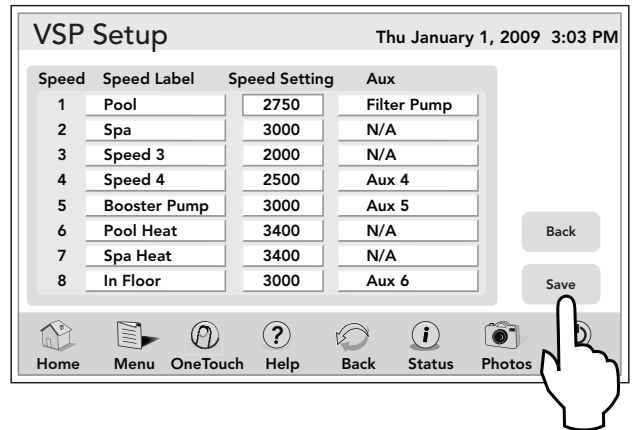 VSP Setup Thu January 1, 2009 3:03 PM
Speed Speed Label Speed Setting Aux
1 Pool 2750 Filter Pump
2 Spa 3000 N/A
3 Speed 3 2000 N/A
4 Speed 4 2500 Aux 4
5 Booster Pump 3000 Aux 5
6 Pool Heat 3400 N/A
7 Spa Heat 3400 N/A
8 In Floor 3000 Aux 6
Back
Save
? i
Home Menu OneTouch Help Back Status Photos